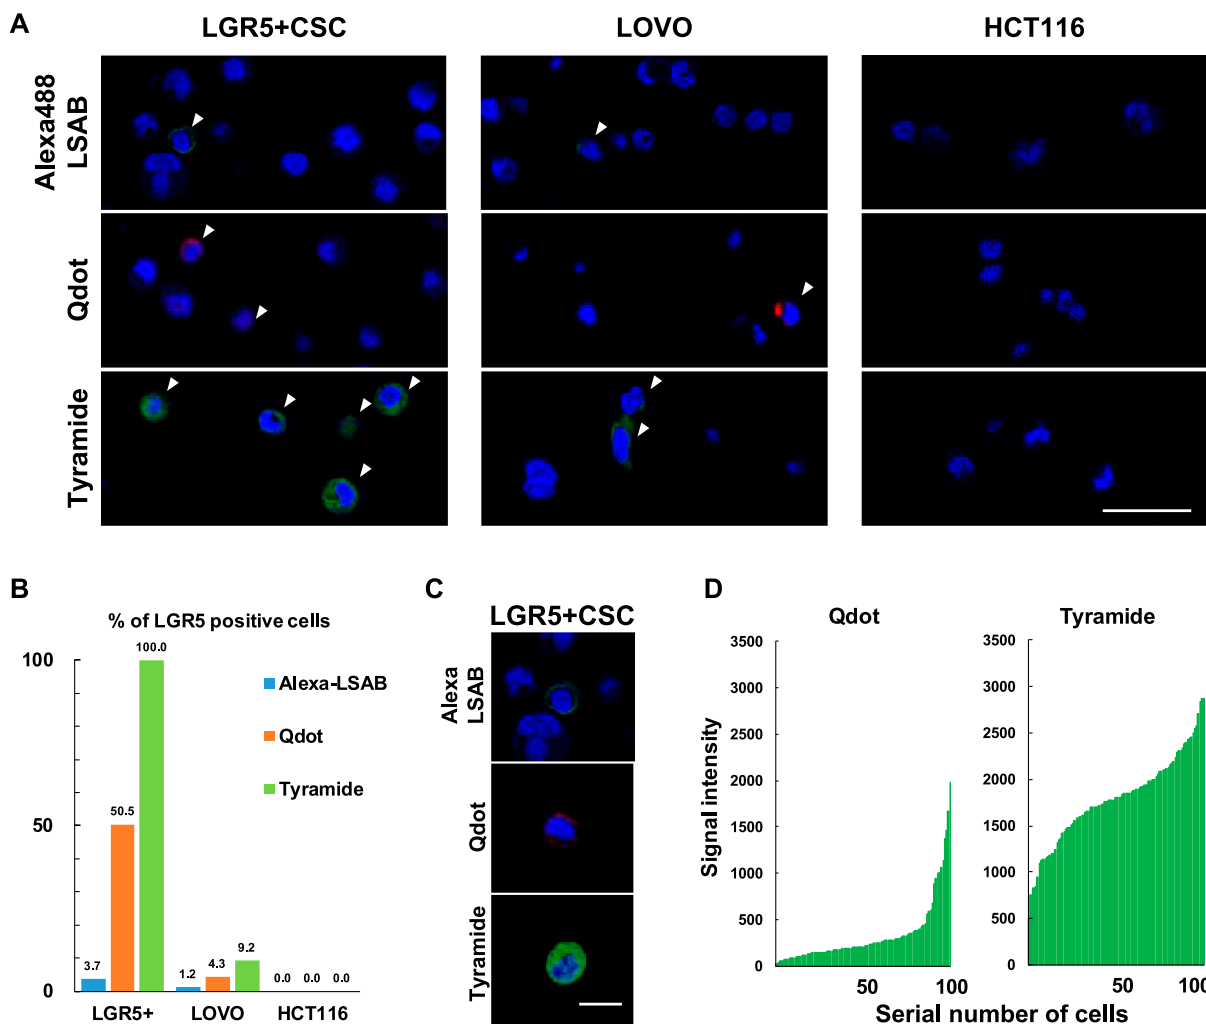 A
LGR5+CSC
LOVO
HCT116
Alexa488
LSAB
Qdot
Tyramide
B
% of LGR5 positive cells
100
50
0
3.7
50.5
100.0
1.2
4.3
9.2
0.0
0.0
0.0
LGR5+
LOVO
HCT116
Alexa-LSAB
Qdot
Tyramide
C
LGR5+CSC
Alexa
LSAB
Qdot
Tyramide
D
Qdot
Tyramide
Signal intensity
3500
3000
2500
2000
1500
1000
500
0
50
100
3500
3000
2500
2000
1500
1000
500
0
50
100
Serial number of cells